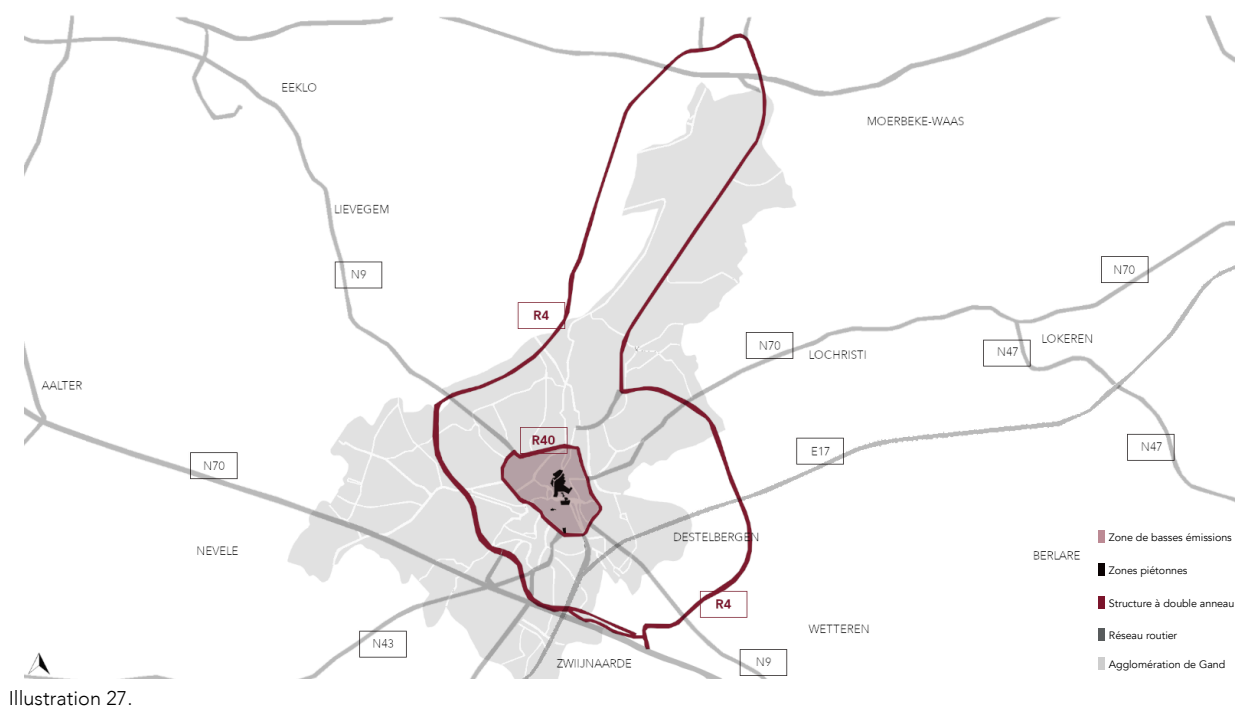 EEKLO
MOERBEKE-WAAS
LIEVEGEM
N9
N70
R4
N70
LOCHRISTI
N47
LOKEREN
AALTER
R40
N70
E17
N47
NEVELE
DESTELBERGEN
BERLARE
Zone de basses émissions
Zones piétonnes
Structure à double anneau
Réseau routier
Agglomération de Gand
R4
WETTEREN
N43
ZWIJNAARDE
N9
Illustration 27.